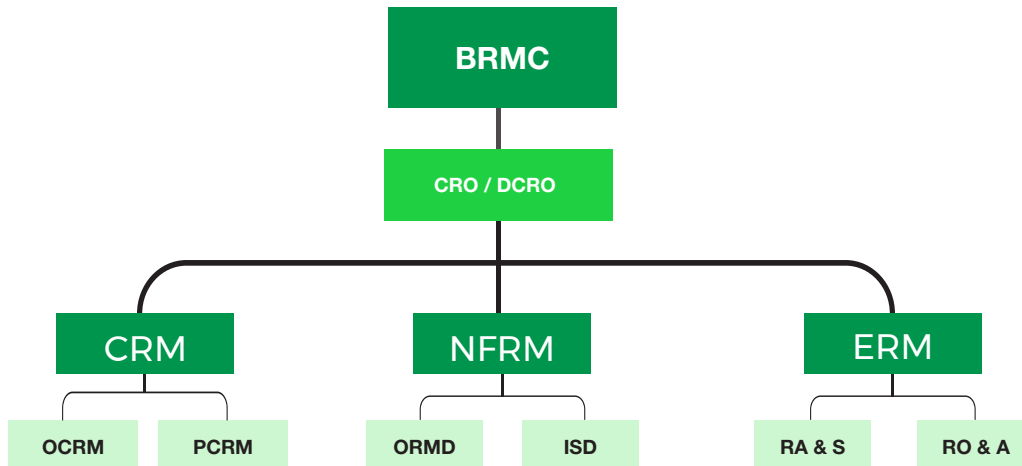 BRMC
CRO / DCRO
CRM
NFRM
ERM
OCRM
PCRM
ORMD
ISD
RA & S
RO & A